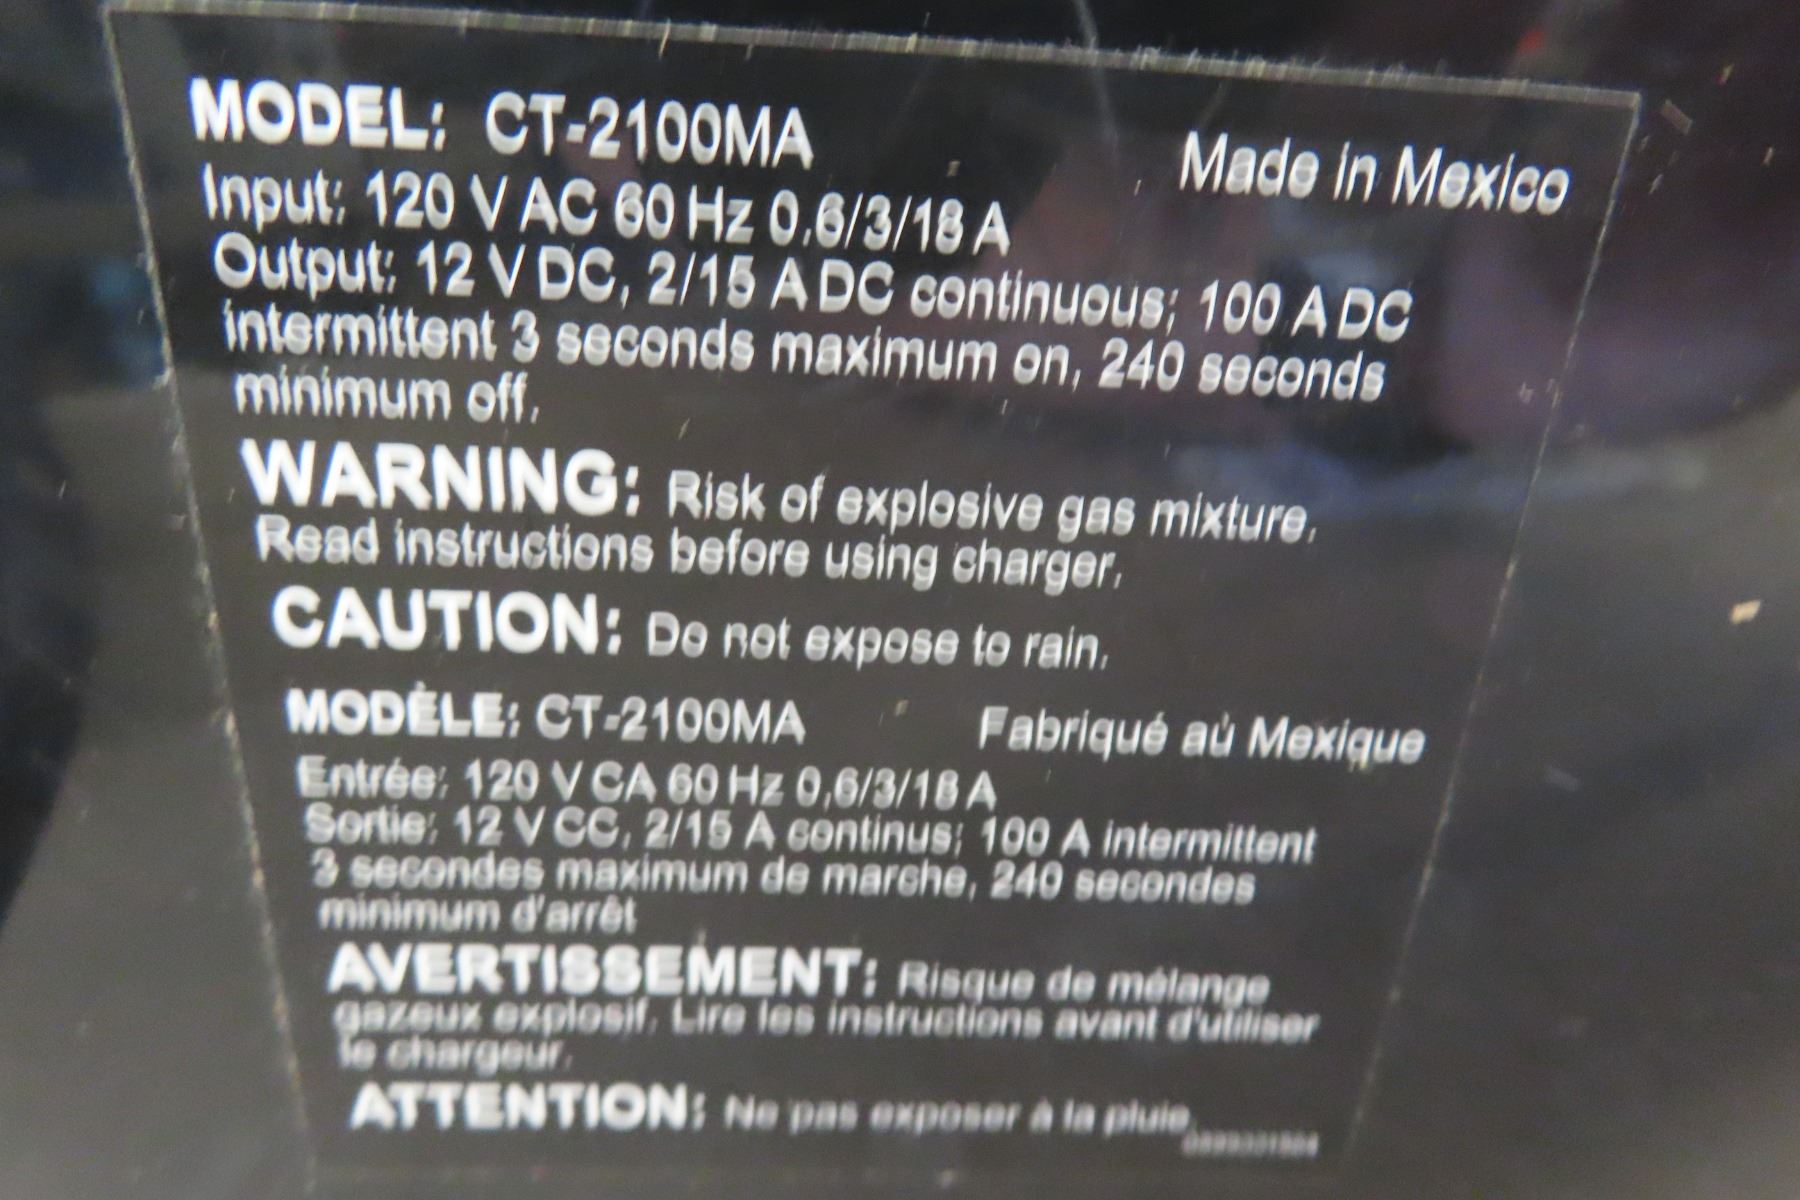 MODEL: CT-2100MA
Made in Mexico
Input: 120 V AC 60 Hz 0.6/3/18 A
Output: 12 V DC, 2/15 A DC continuous; 100 A DC
intermittent 3 seconds maximum on, 240 seconds
minimum off.
WARNING: Risk of explosive gas mixture.
Read instructions before using charger.
CAUTION: Do not expose to rain.
MODÈLE: CT-2100MA
Fabriqué aù Mexique
Entrée: 120 V CA 60 Hz 0,6/3/18 A
Sortie: 12 V CC, 2/15 A continus; 100 A intermittent
3 secondes maximum de marche, 240 secondes
minimum d'arrêt
AVERTISSEMENT: Risque de mélange
gazeux explosif. Lire les instructions avant d'utiliser
le chargeur.
ATTENTION: Ne pas exposer à la pluie.